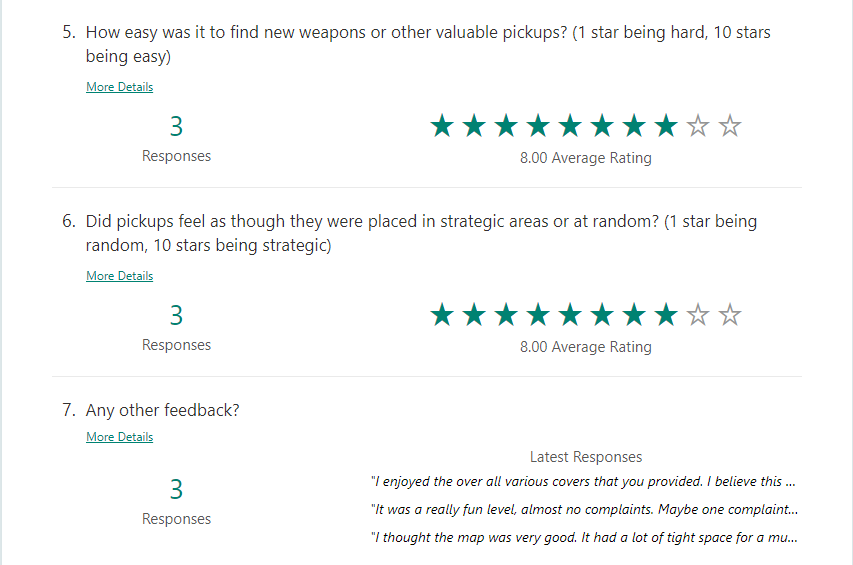 5. How easy was it to find new weapons or other valuable pickups? (1 star being hard, 10 stars
being easy)
More Details
3
Responses
8.00 Average Rating
6. Did pickups feel as though they were placed in strategic areas or at random? (1 star being
random, 10 stars being strategic)
More Details
3
Responses
8.00 Average Rating
7. Any other feedback?
More Details
3
Responses
Latest Responses
"I enjoyed the over all various covers that you provided. I believe this ...
"It was a really fun level, almost no complaints. Maybe one complaint...
"I thought the map was very good. It had a lot of tight space for a mu...